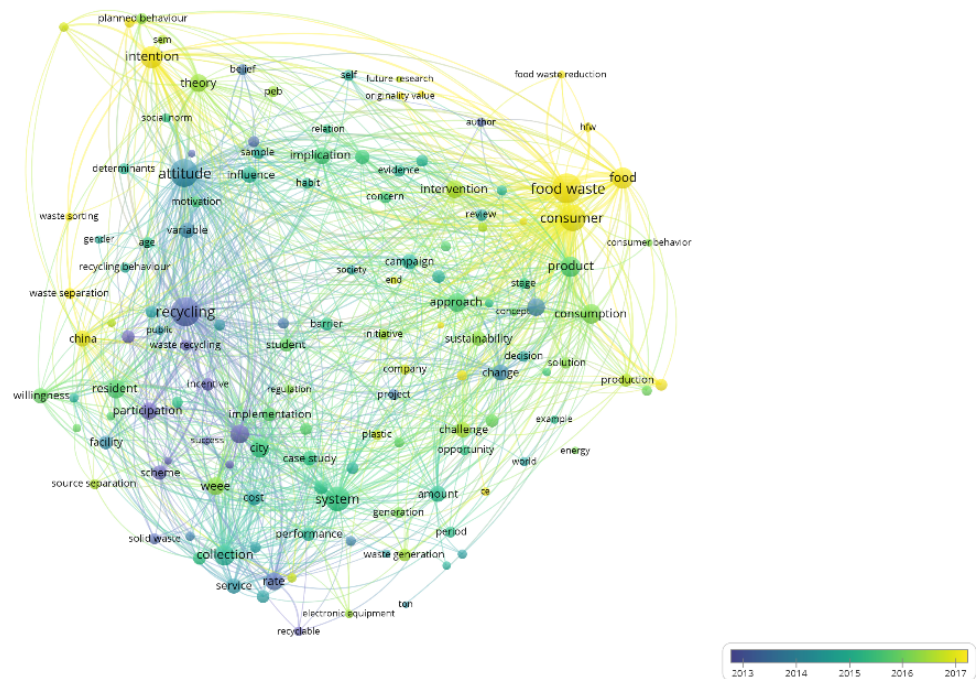 planned behaviour
sem
intention
belief
self
future research
food waste reduction
theory
peb
originality value
social norm
author
hfw
relation
sample
implication
determinants
attitude
influence
habit
evidence
food
intervention
food waste
motivation
concern
waste sorting
variable
review
consumer
gender
age
consumer behavior
recycling behaviour
society
campaign
product
end
stage
waste separation
approach
recycling
concept
consumption
public
barrier
initiative
china
waste recycling
student
sustainability
decision
solution
company
change
incentive
production
willingness
resident
regulation
project
participation
implementation
example
facility
success
plastic
challenge
city
opportunity
energy
case study
world
scheme
source separation
weee
cost
system
amount
ce
generation
solid waste
performance
period
collection
waste generation
service
rate
ton
electronic equipment
recyclable
2013 2014 2015 2016 2017